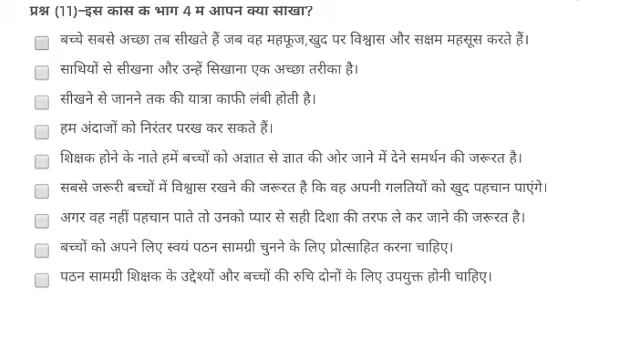 प्रश्न (11)-इस कोर्स के भाग 4 में आपने क्या सीखा?
बच्चे सबसे अच्छा तब सीखते हैं जब वह महफूज,खुद पर विश्वास और सक्षम महसूस करते हैं।
साथियों से सीखना और उन्हें सिखाना एक अच्छा तरीका है।
सीखने से जानने तक की यात्रा काफी लंबी होती है।
हम अंदाजों को निरंतर परख कर सकते हैं।
शिक्षक होने के नाते हमें बच्चों को अज्ञात से ज्ञात की ओर जाने में देने समर्थन की जरूरत है।
सबसे जरूरी बच्चों में विश्वास रखने की जरूरत है कि वह अपनी गलतियों को खुद पहचान पाएंगे।
अगर वह नहीं पहचान पाते तो उनको प्यार से सही दिशा की तरफ ले कर जाने की जरूरत है।
बच्चों को अपने लिए स्वयं पठन सामग्री चुनने के लिए प्रोत्साहित करना चाहिए।
पठन सामग्री शिक्षक के उद्देश्यों और बच्चों की रुचि दोनों के लिए उपयुक्त होनी चाहिए।